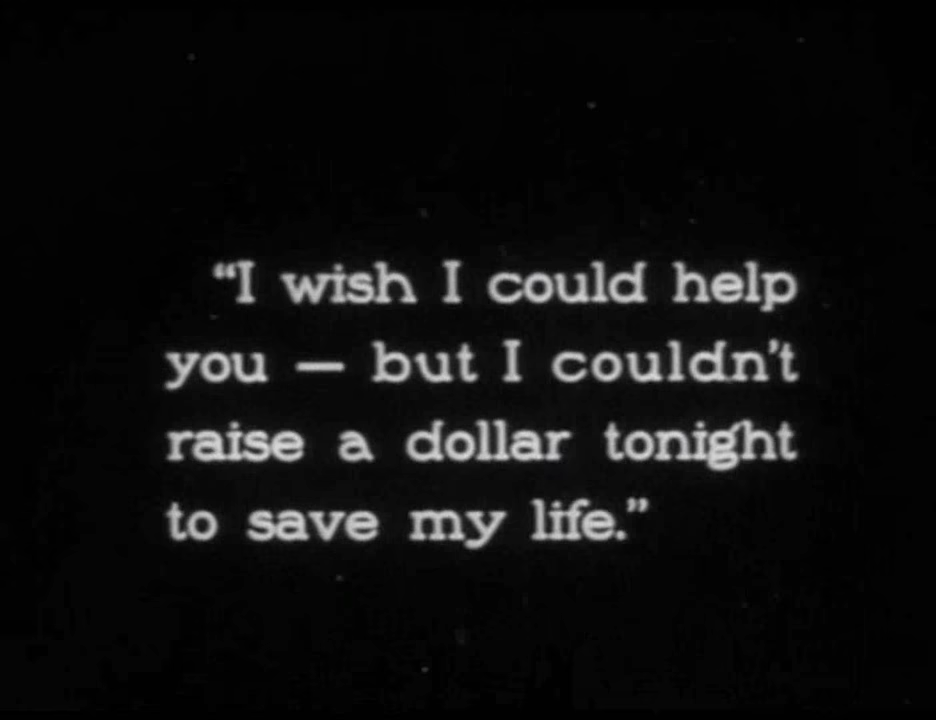 “I wish I could help
you — but I couldn’t
raise a dollar tonight
to save my life.”